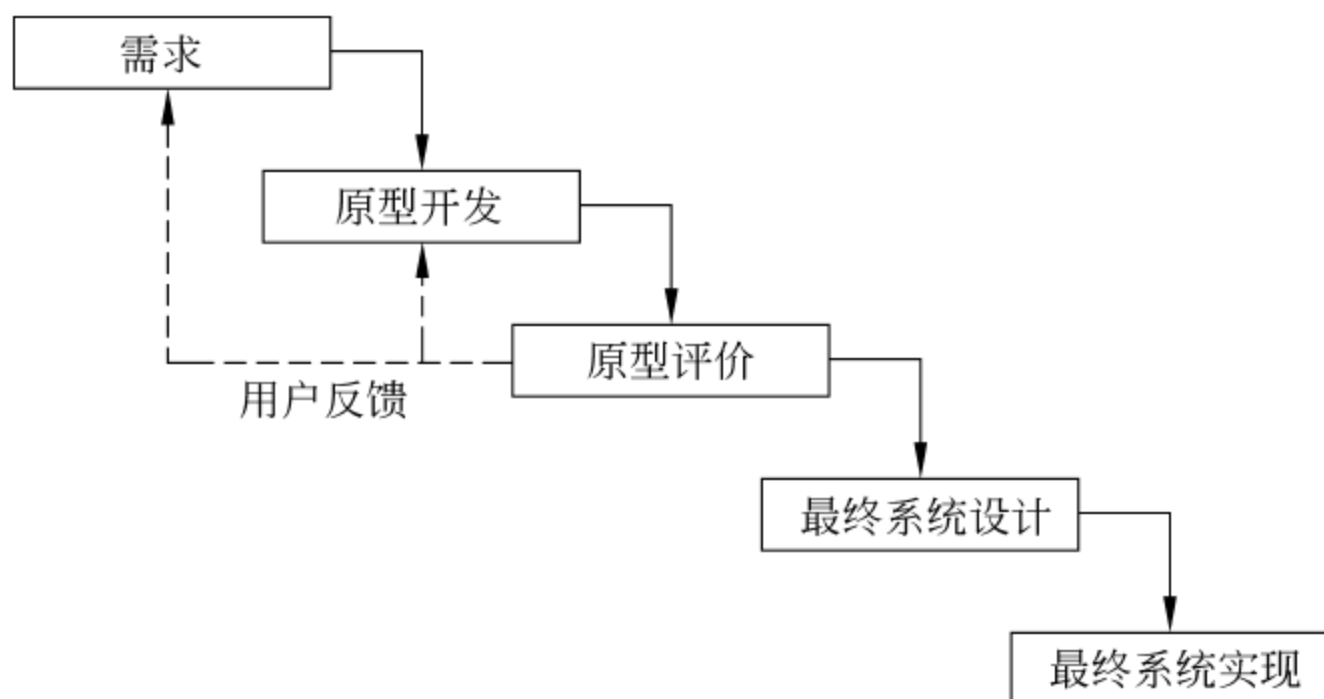 需求
原型开发
原型评价
用户反馈
最终系统设计
最终系统实现